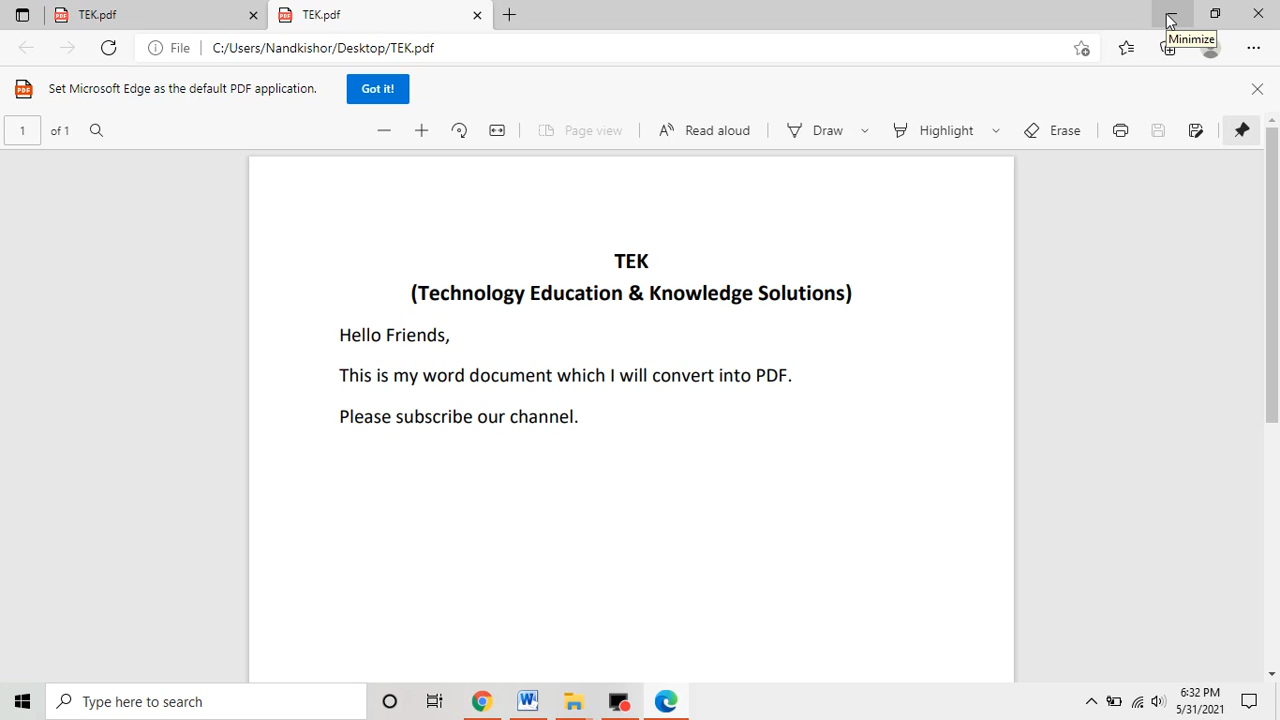 TEK.pdf TEK.pdf
File C:/Users/Nandkishor/Desktop/TEK.pdf
Minimize
Set Microsoft Edge as the default PDF application. Got it!
1 of 1 Page view Read aloud Draw Highlight Erase
TEK
(Technology Education & Knowledge Solutions)
Hello Friends,
This is my word document which I will convert into PDF.
Please subscribe our channel.
Type here to search
6:32 PM
5/31/2021